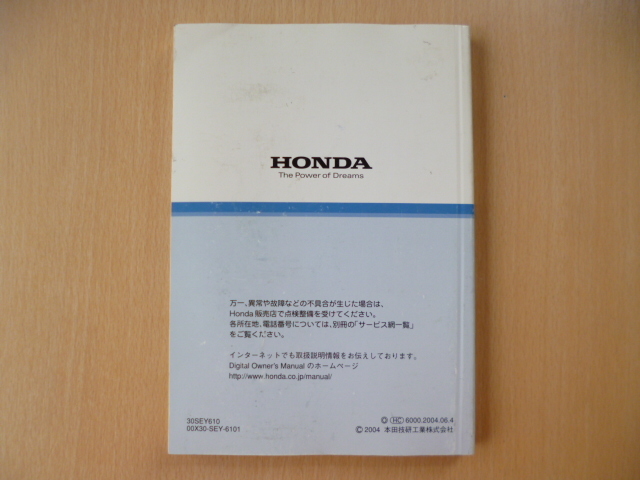 HONDA
The Power of Dreams
万一、異常や故障などの不具合が生じた場合は、
Honda 販売店で点検整備を受けてください。
各所在地、電話番号については、別冊の「サービス網一覧」
をご覧ください。
インターネットでも取扱説明情報をお伝えしております。
Digital Owner's Manual のホームページ
http://www.honda.co.jp/manual/
30SEY610
00X30-SEY-6101
HC 6000.2004.06.4
© 2004 本田技研工業株式会社